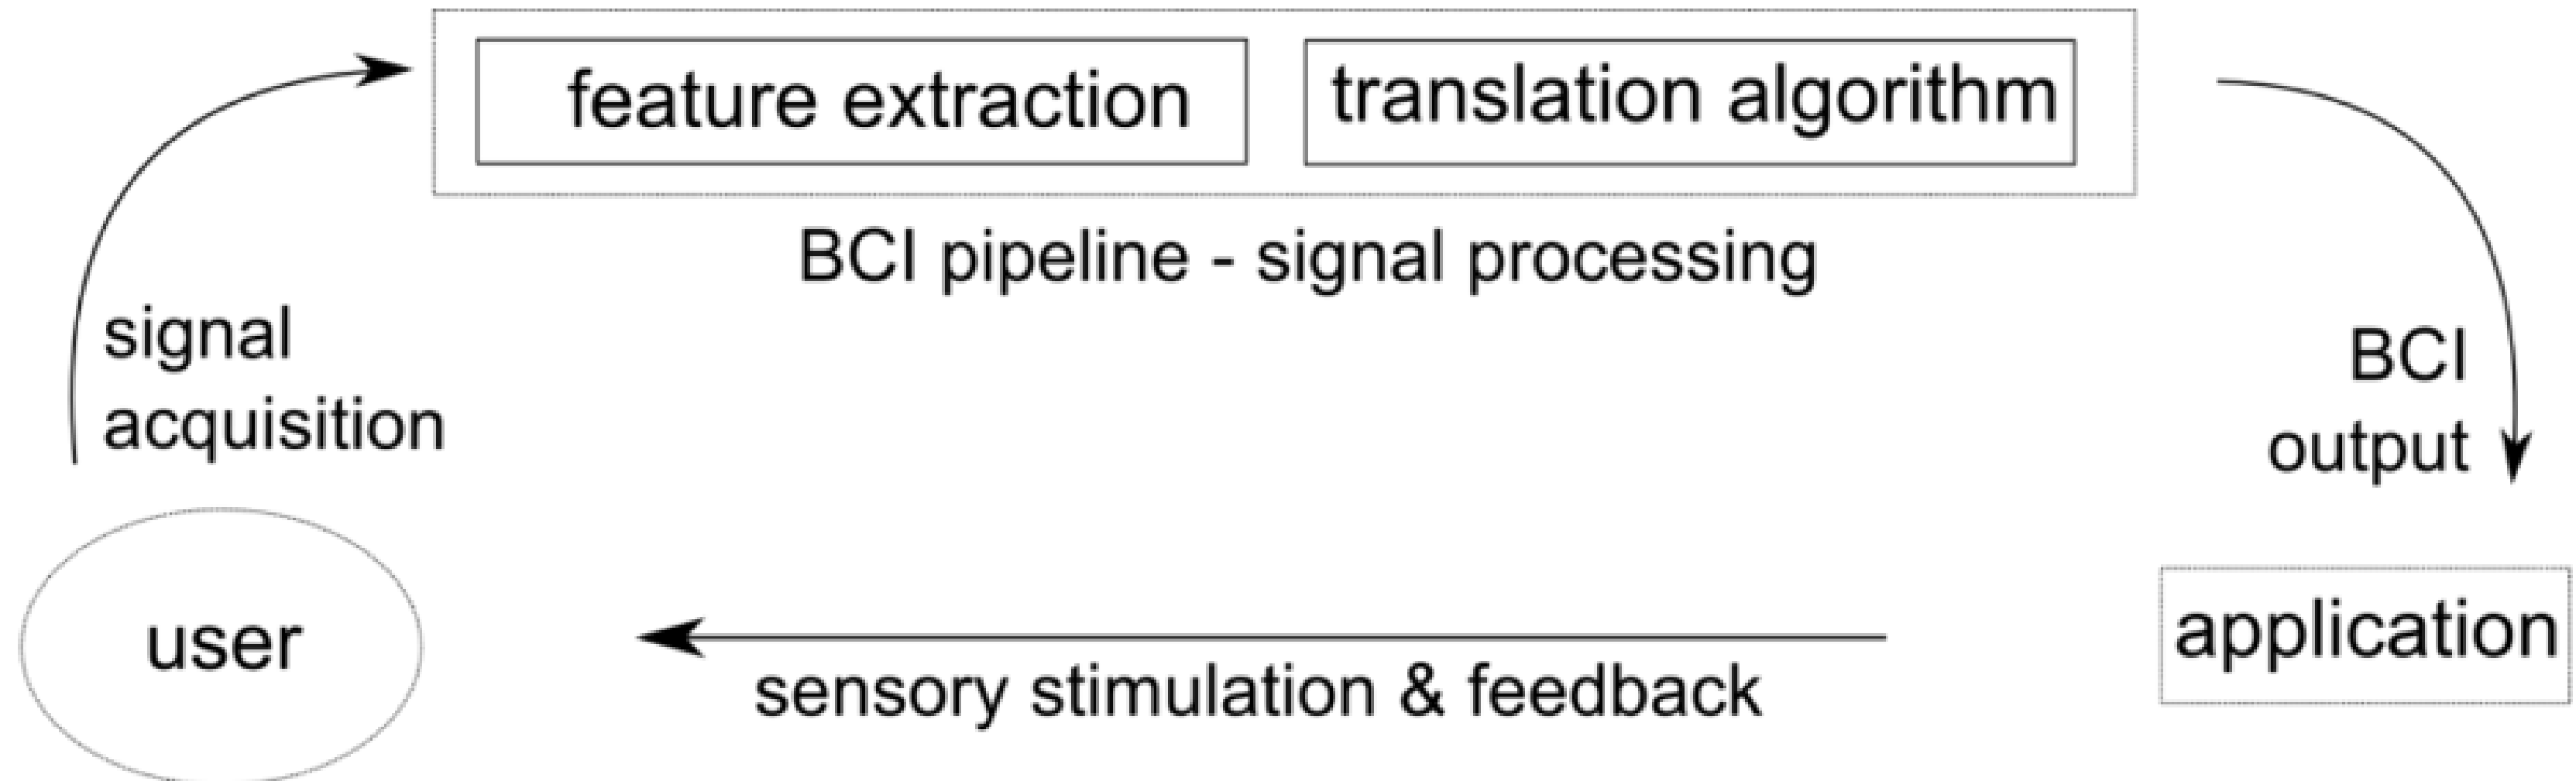 feature extraction
translation algorithm
BCI pipeline - signal processing
signal
acquisition
BCI
output
user
sensory stimulation & feedback
application